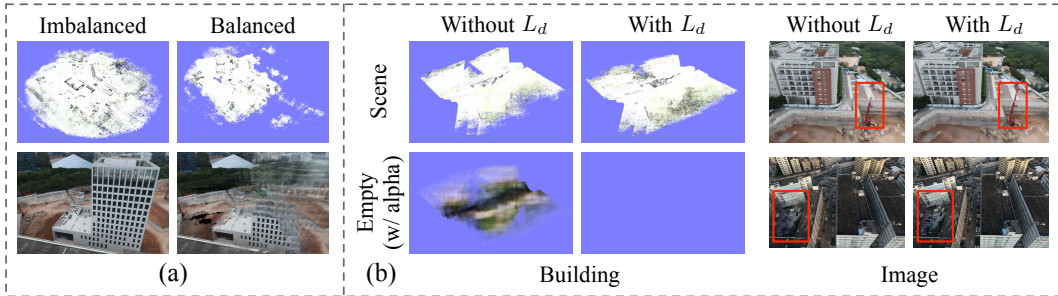 Imbalanced Balanced
Without L_d With L_d Without L_d With L_d
Scene
Empty
(w/ alpha)
(a) (b) Building Image